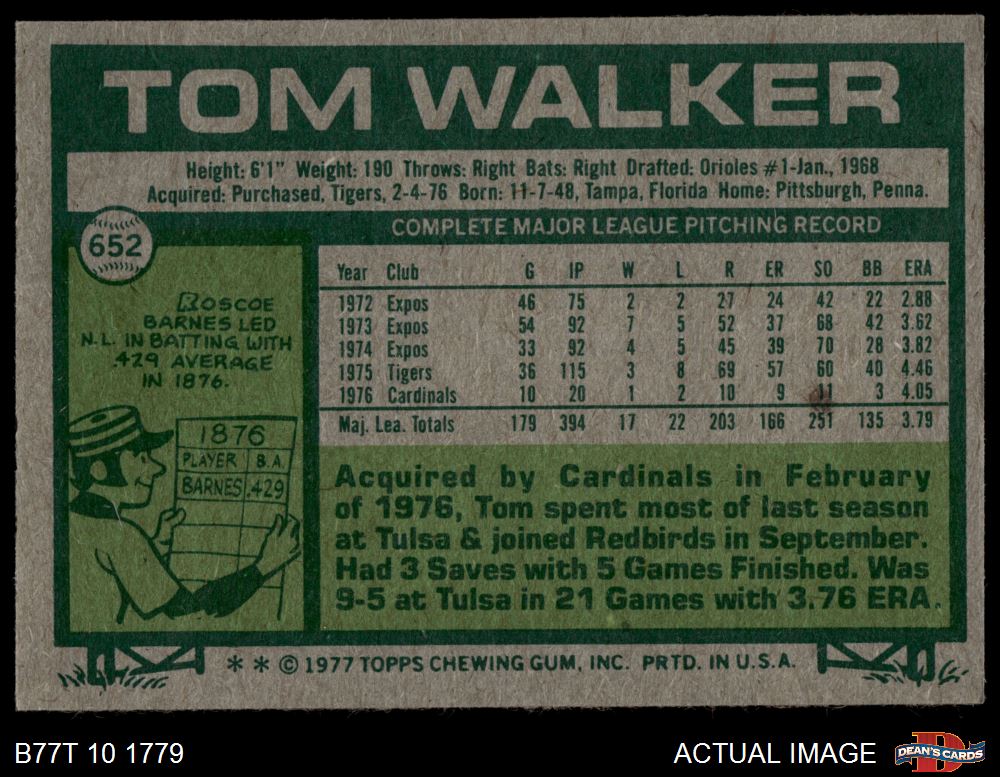 TOM WALKER
Height: 6'1" Weight: 190 Throws: Right Bats: Right Drafted: Orioles #1-Jan., 1968
Acquired: Purchased, Tigers, 2-4-76 Born: 11-7-48, Tampa, Florida Home: Pittsburgh, Penna.
652
ROSCOE
BARNES LED
N.L. IN BATTING WITH
.429 AVERAGE
IN 1876.
1876
PLAYER B.A.
BARNES .429
COMPLETE MAJOR LEAGUE PITCHING RECORD
Year Club G IP W L R ER SO BB ERA
1972 Expos 46 75 2 2 27 24 42 22 2.88
1973 Expos 54 92 7 5 52 37 68 42 3.62
1974 Expos 33 92 4 5 45 39 70 28 3.82
1975 Tigers 36 115 3 8 69 57 60 40 4.46
1976 Cardinals 10 20 1 2 10 9 11 3 4.05
Maj. Lea. Totals 179 394 17 22 203 166 251 135 3.79
Acquired by Cardinals in February
of 1976, Tom spent most of last season
at Tulsa & joined Redbirds in September.
Had 3 Saves with 5 Games Finished. Was
9-5 at Tulsa in 21 Games with 3.76 ERA.
* * © 1977 TOPPS CHEWING GUM, INC. PRTD. IN U.S.A.
B77T 10 1779
ACTUAL IMAGE
DEAN'S CARDS